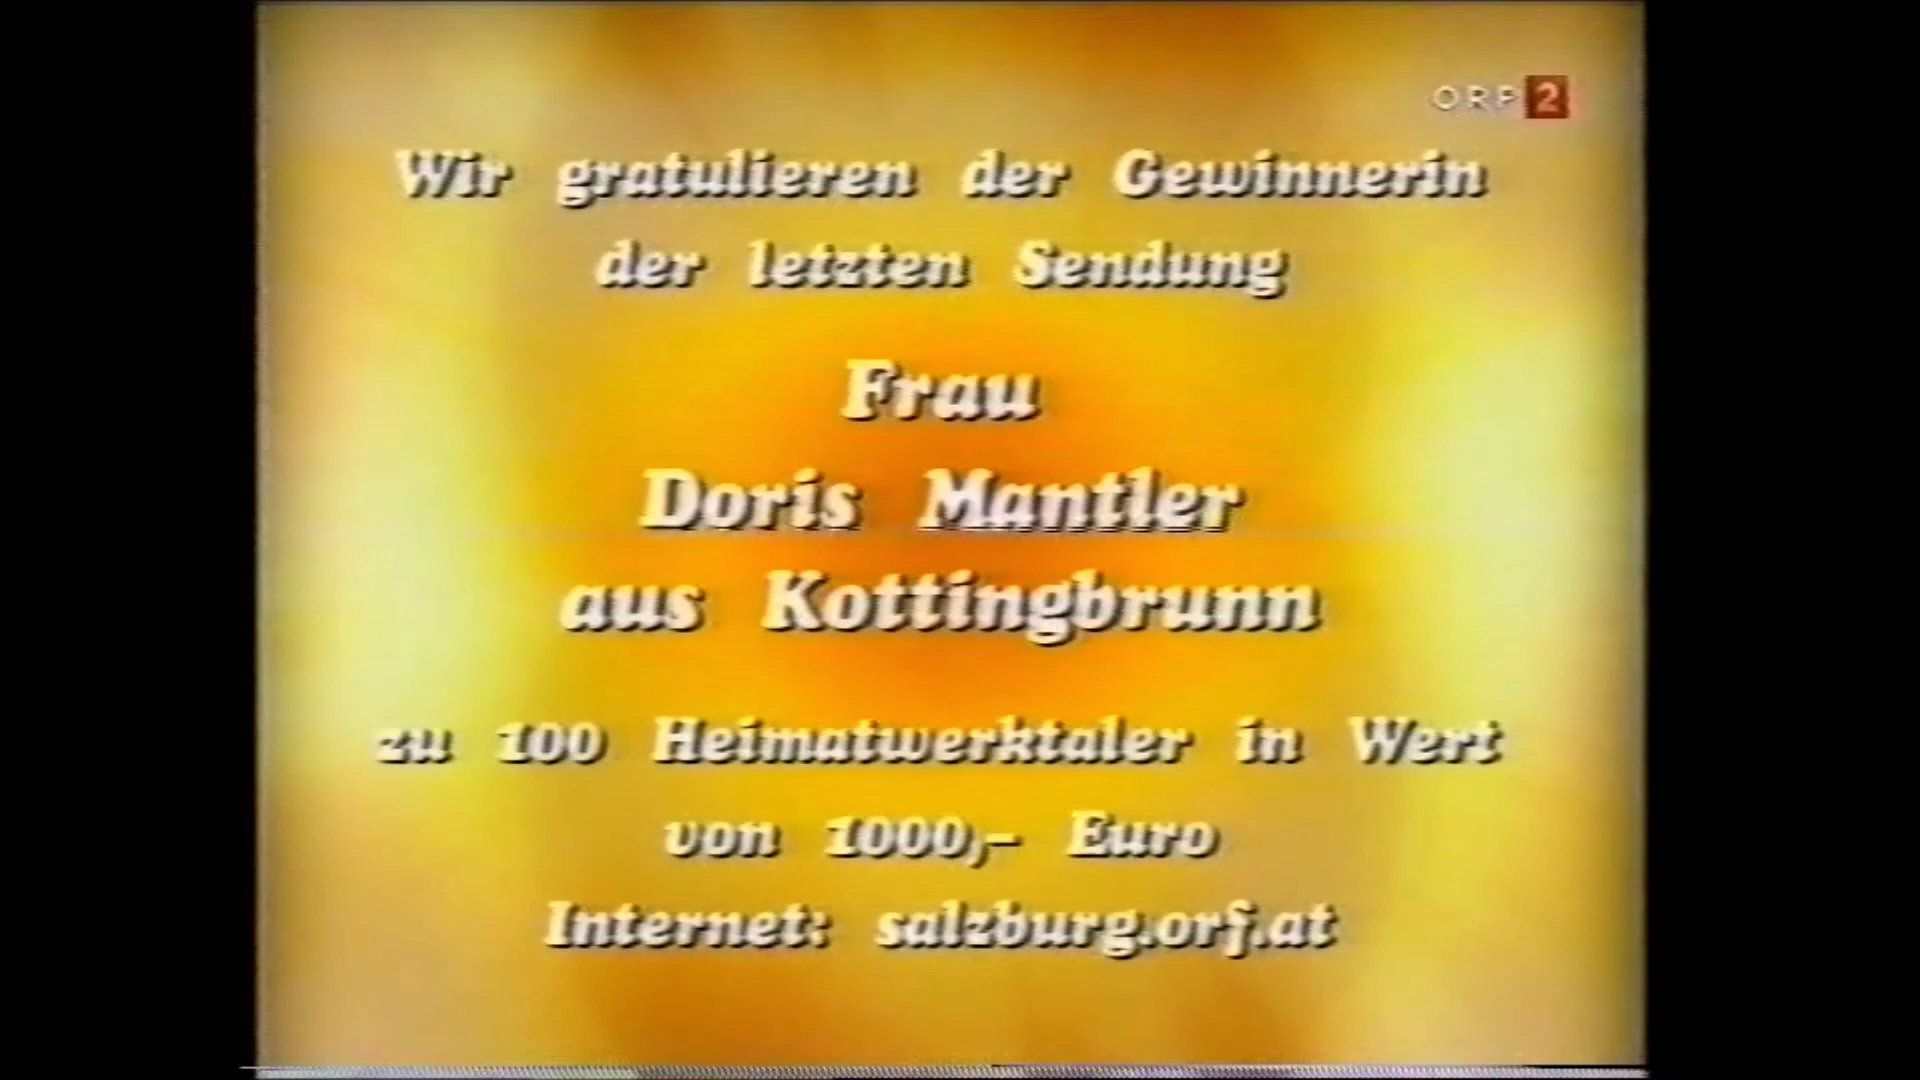 ORF 2
Wir gratulieren der Gewinnerin
der letzten Sendung
Frau
Doris Mantler
aus Kottingbrunn
zu 100 Heimatwerktaler in Wert
von 1000,- Euro
Internet: salzburg.orf.at